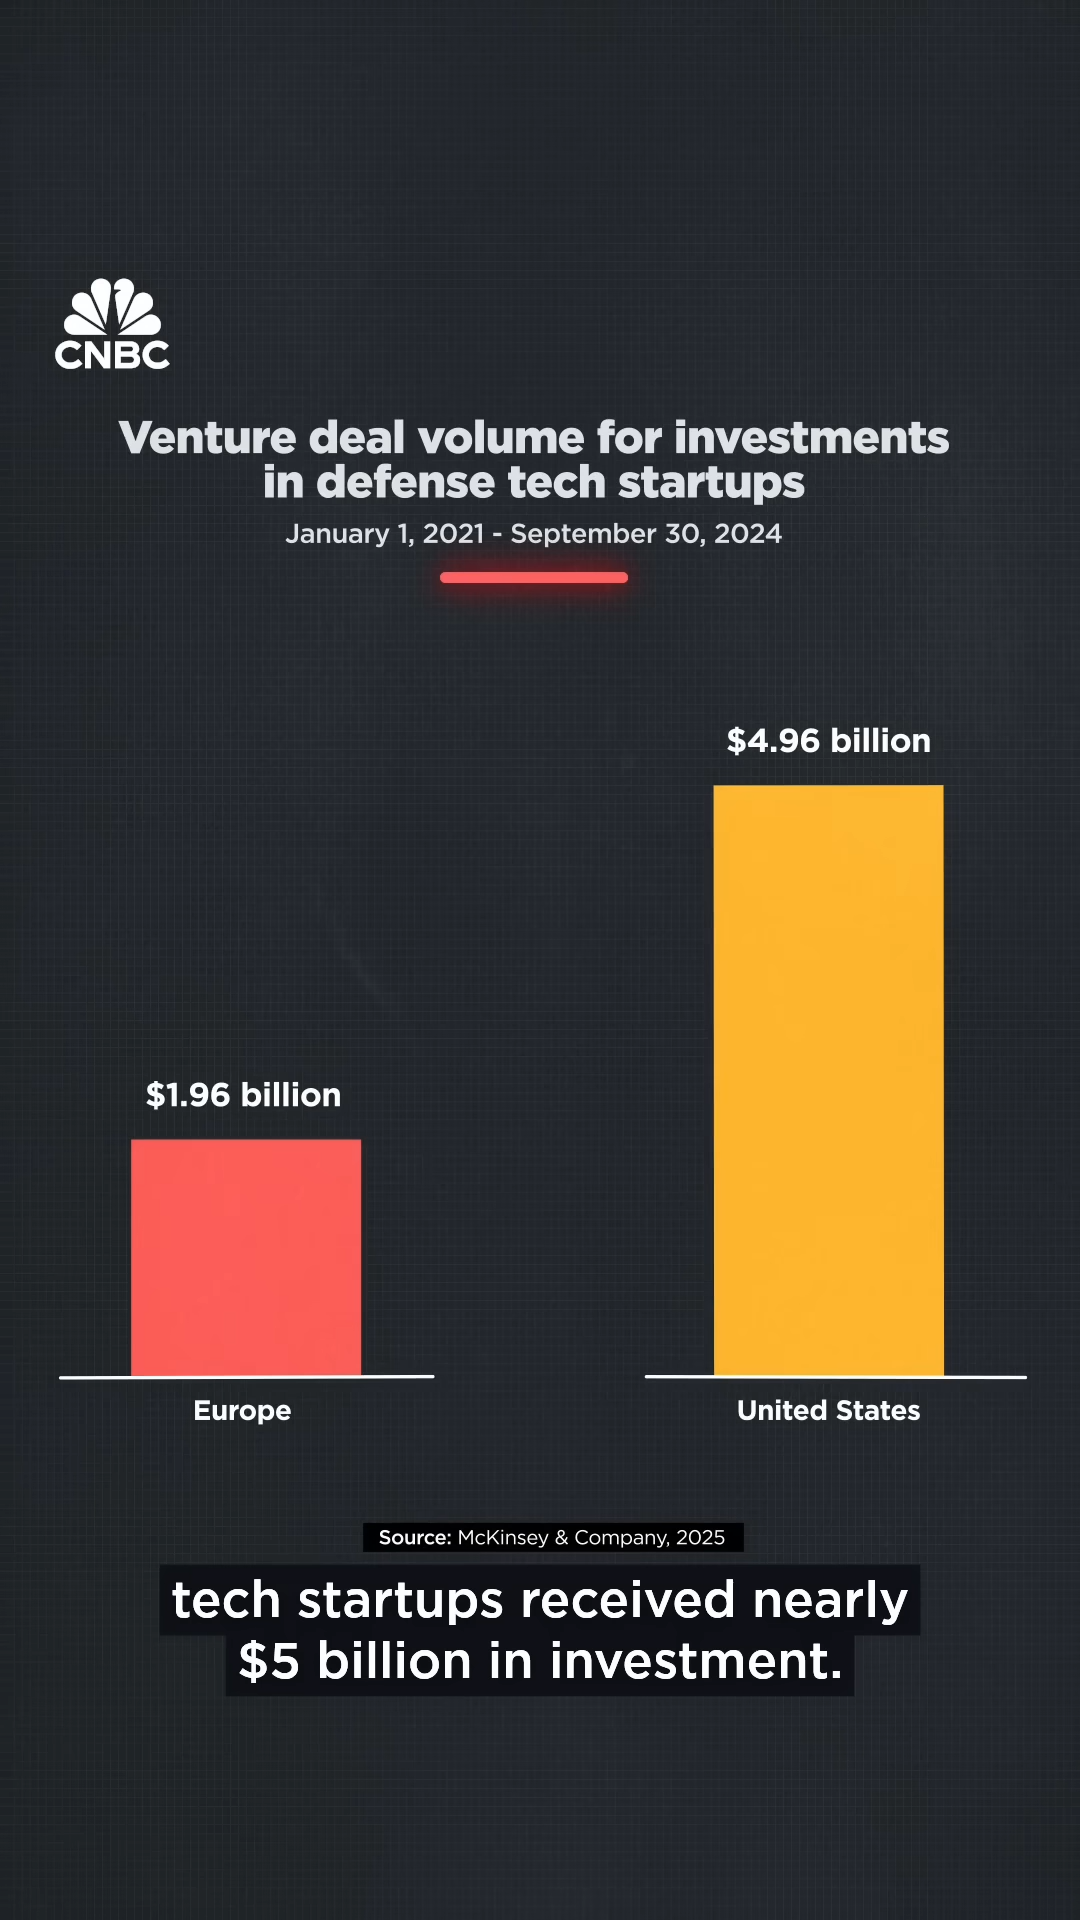 CNBC
Venture deal volume for investments
in defense tech startups
January 1, 2021 - September 30, 2024
$4.96 billion
$1.96 billion
Europe
United States
Source: McKinsey & Company, 2025
tech startups received nearly
$5 billion in investment.